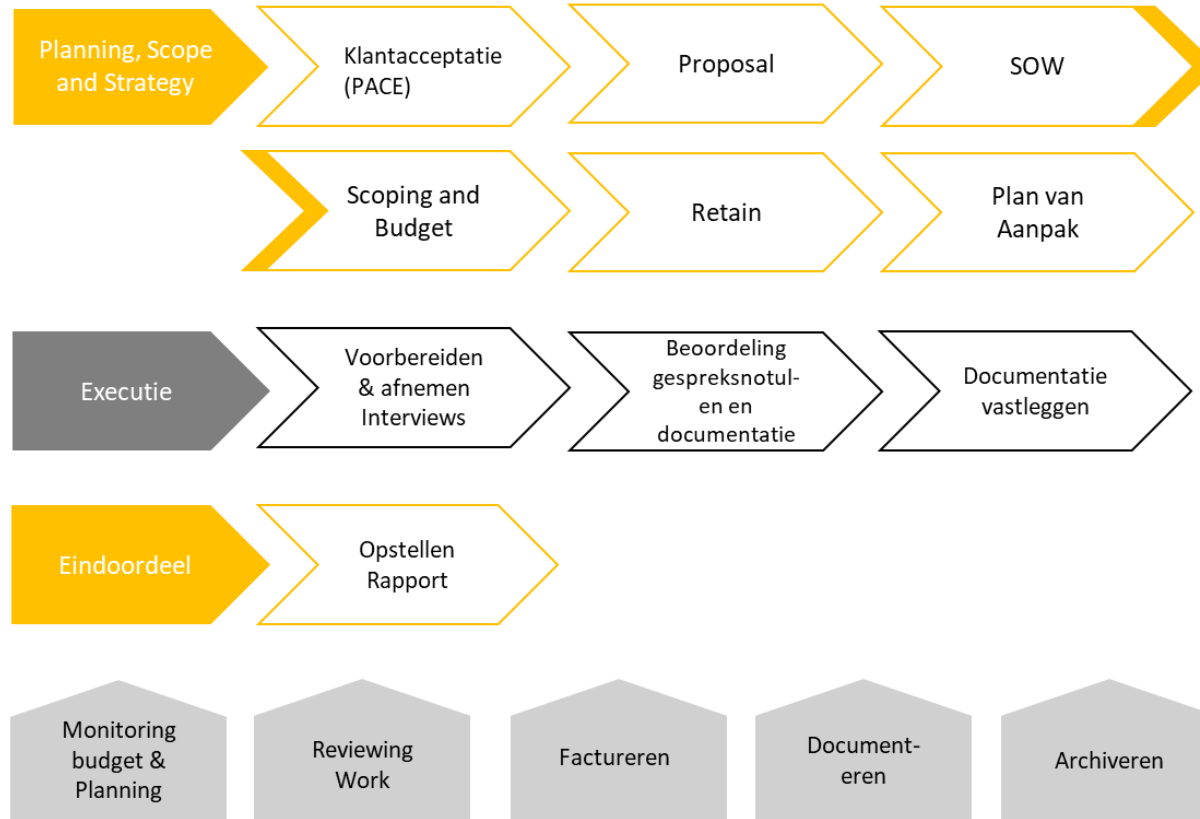 Planning, Scope
and Strategy
Klantacceptatie
(PACE)
Proposal
SOW
Scoping and
Budget
Retain
Plan van
Aanpak
Executie
Voorbereiden
& afnemen
Interviews
Beoordeling
gespreksnotul-
en en
documentatie
Documentatie
vastleggen
Eindoordeel
Opstellen
Rapport
Monitoring
budget &
Planning
Reviewing
Work
Factureren
Document-
eren
Archiveren